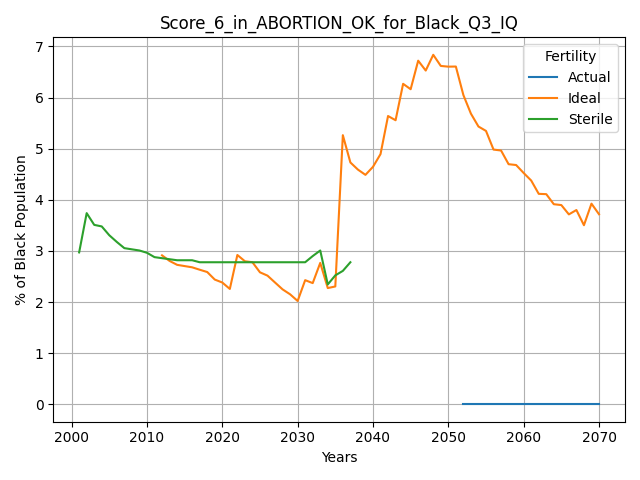 Score_6_in_ABORTION_OK_for_Black_Q3_IQ
Fertility
Actual
Ideal
Sterile
% of Black Population
7
6
5
4
3
2
1
0
2000 2010 2020 2030 2040 2050 2060 2070
Years